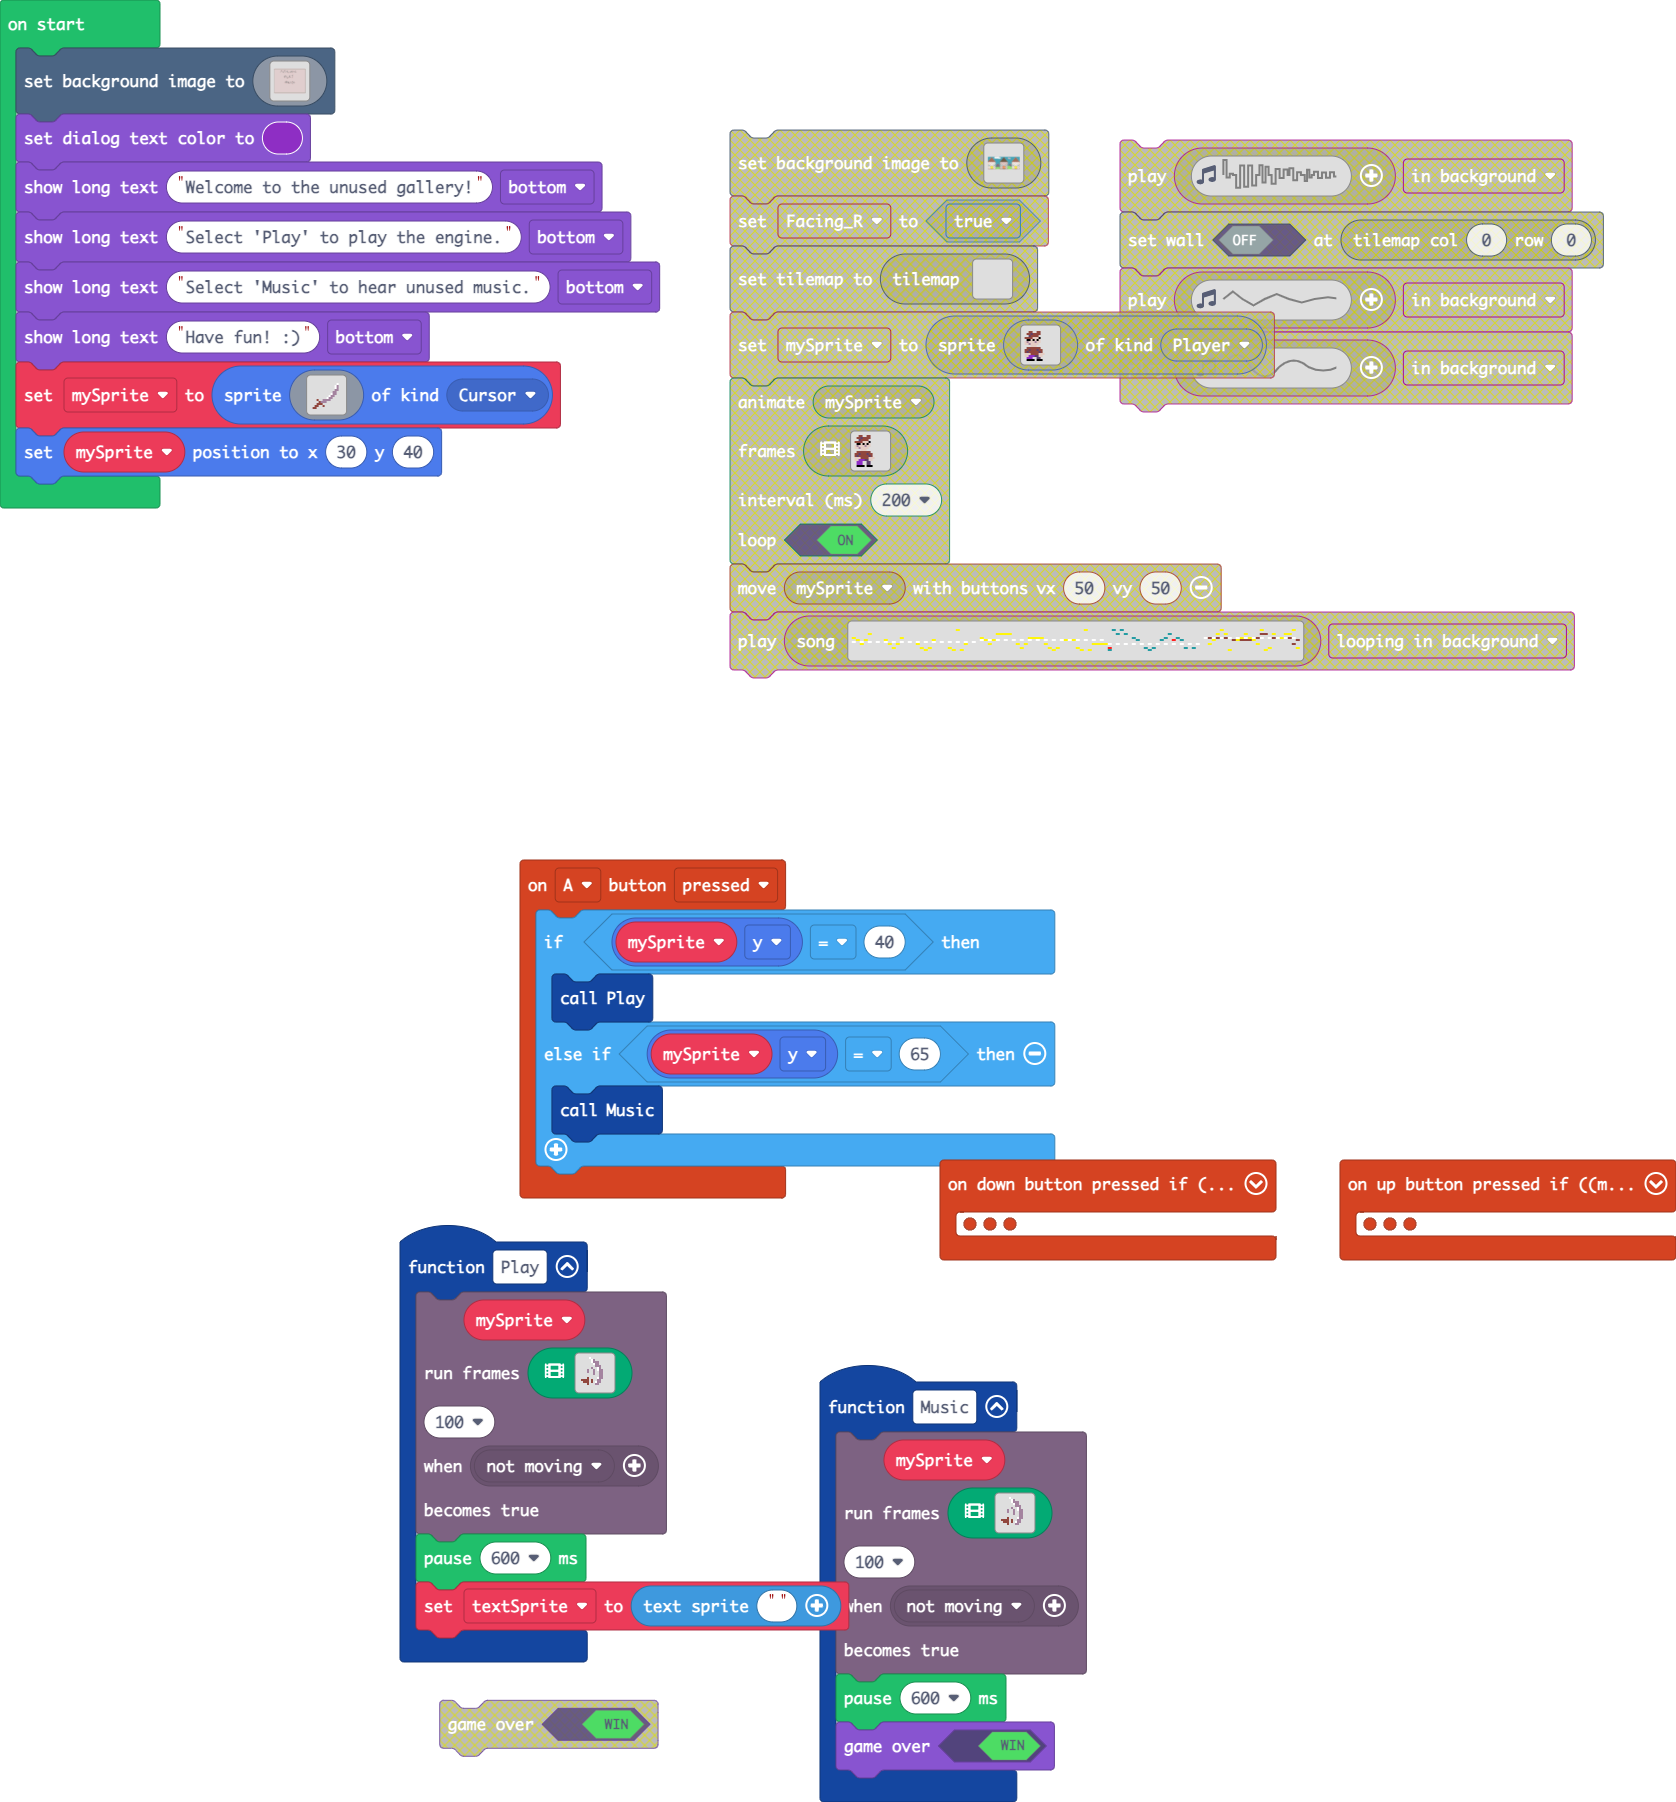 on start
set background image to
set dialog text color to
show long text "Welcome to the unused gallery!" bottom
show long text "Select 'Play' to play the engine." bottom
show long text "Select 'Music' to hear unused music." bottom
show long text "Have fun! :)" bottom
set mySprite to sprite of kind Cursor
set mySprite position to x 30 y 40
set background image to
set Facing_R to true
set tilemap to tilemap
set mySprite to sprite of kind Player
animate mySprite
frames
interval (ms) 200
loop ON
move mySprite with buttons vx 50 vy 50
play song looping in background
play in background
set wall OFF at tilemap col 0 row 0
play in background
in background
on A button pressed
if mySprite y = 40 then
call Play
else if mySprite y = 65 then
call Music
on down button pressed if (...
on up button pressed if ((m...
function Play
mySprite
run frames
100
when not moving
becomes true
pause 600 ms
set textSprite to text sprite " "
game over WIN
function Music
mySprite
run frames
100
when not moving
becomes true
pause 600 ms
game over WIN